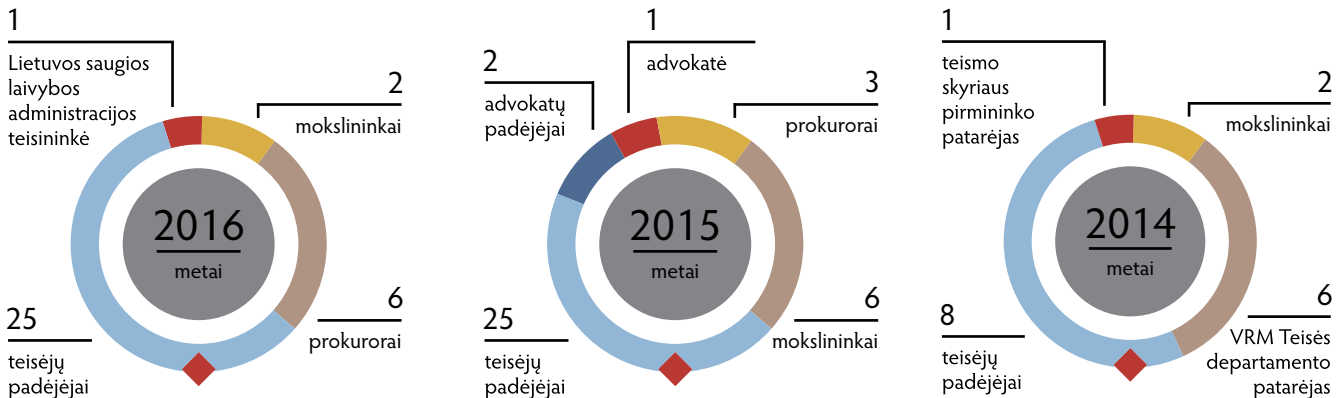 1
Lietuvos saugios
laivybos
administracijos
teisininkė
2
mokslininkai
2016
metai
25
teisėjų
padėjėjai
6
prokurorai
1
advokatė
2
advokatų
padėjėjai
3
prokurorai
2015
metai
25
teisėjų
padėjėjai
6
mokslininkai
1
teismo
skyriaus
pirmininko
patarėjas
2
mokslininkai
2014
metai
8
teisėjų
padėjėjai
6
VRM Teisės
departamento
patarėjas